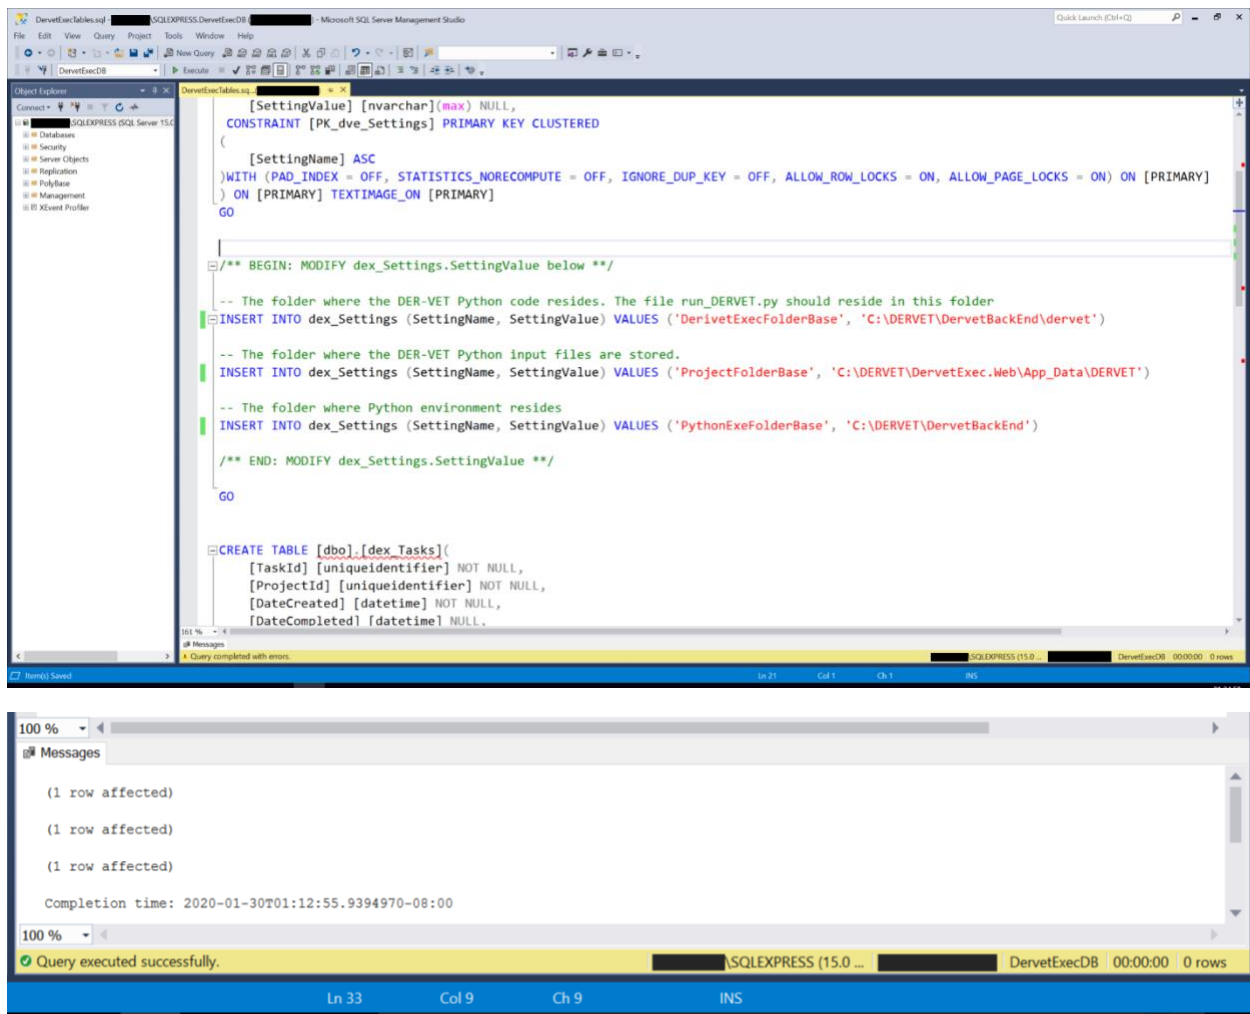 DervetExecTables.sql - \SQLEXPRESS.DervetExecDB ( ) - Microsoft SQL Server Management Studio
Quick Launch (Ctrl+Q)
File Edit View Query Project Tools Window Help
New Query
DervetExecDB Execute
Object Explorer
DervetExecTables.sq...(
Connect
\SQLEXPRESS (SQL Server 15.0
Databases
Security
Server Objects
Replication
PolyBase
Management
XEvent Profiler
[SettingValue] [nvarchar](max) NULL,
CONSTRAINT [PK_dve_Settings] PRIMARY KEY CLUSTERED
(
[SettingName] ASC
)WITH (PAD_INDEX = OFF, STATISTICS_NORECOMPUTE = OFF, IGNORE_DUP_KEY = OFF, ALLOW_ROW_LOCKS = ON, ALLOW_PAGE_LOCKS = ON) ON [PRIMARY]
) ON [PRIMARY] TEXTIMAGE_ON [PRIMARY]
GO
/** BEGIN: MODIFY dex_Settings.SettingValue below **/
-- The folder where the DER-VET Python code resides. The file run_DERVET.py should reside in this folder
INSERT INTO dex_Settings (SettingName, SettingValue) VALUES ('DerivetExecFolderBase', 'C:\DERVET\DervetBackEnd\dervet')
-- The folder where the DER-VET Python input files are stored.
INSERT INTO dex_Settings (SettingName, SettingValue) VALUES ('ProjectFolderBase', 'C:\DERVET\DervetExec.Web\App_Data\DERVET')
-- The folder where Python environment resides
INSERT INTO dex_Settings (SettingName, SettingValue) VALUES ('PythonExeFolderBase', 'C:\DERVET\DervetBackEnd')
/** END: MODIFY dex_Settings.SettingValue **/
GO
CREATE TABLE [dbo].[dex_Tasks](
[TaskId] [uniqueidentifier] NOT NULL,
[ProjectId] [uniqueidentifier] NOT NULL,
[DateCreated] [datetime] NOT NULL,
[DateCompleted] [datetime] NULL,
161 %
Messages
Query completed with errors. \SQLEXPRESS (15.0 ... DervetExecDB 00:00:00 0 rows
Item(s) Saved Ln 21 Col 1 Ch 1 INS
100 %
Messages
(1 row affected)
(1 row affected)
(1 row affected)
Completion time: 2020-01-30T01:12:55.9394970-08:00
100 %
Query executed successfully. \SQLEXPRESS (15.0 ... DervetExecDB 00:00:00 0 rows
Ln 33 Col 9 Ch 9 INS